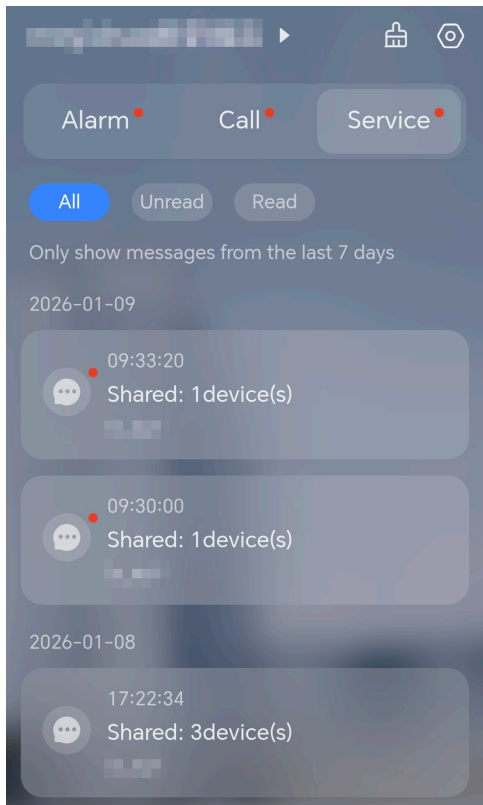 Alarm Call Service
All Unread Read
Only show messages from the last 7 days
2026-01-09
09:33:20
Shared: 1device(s)
09:30:00
Shared: 1device(s)
2026-01-08
17:22:34
Shared: 3device(s)